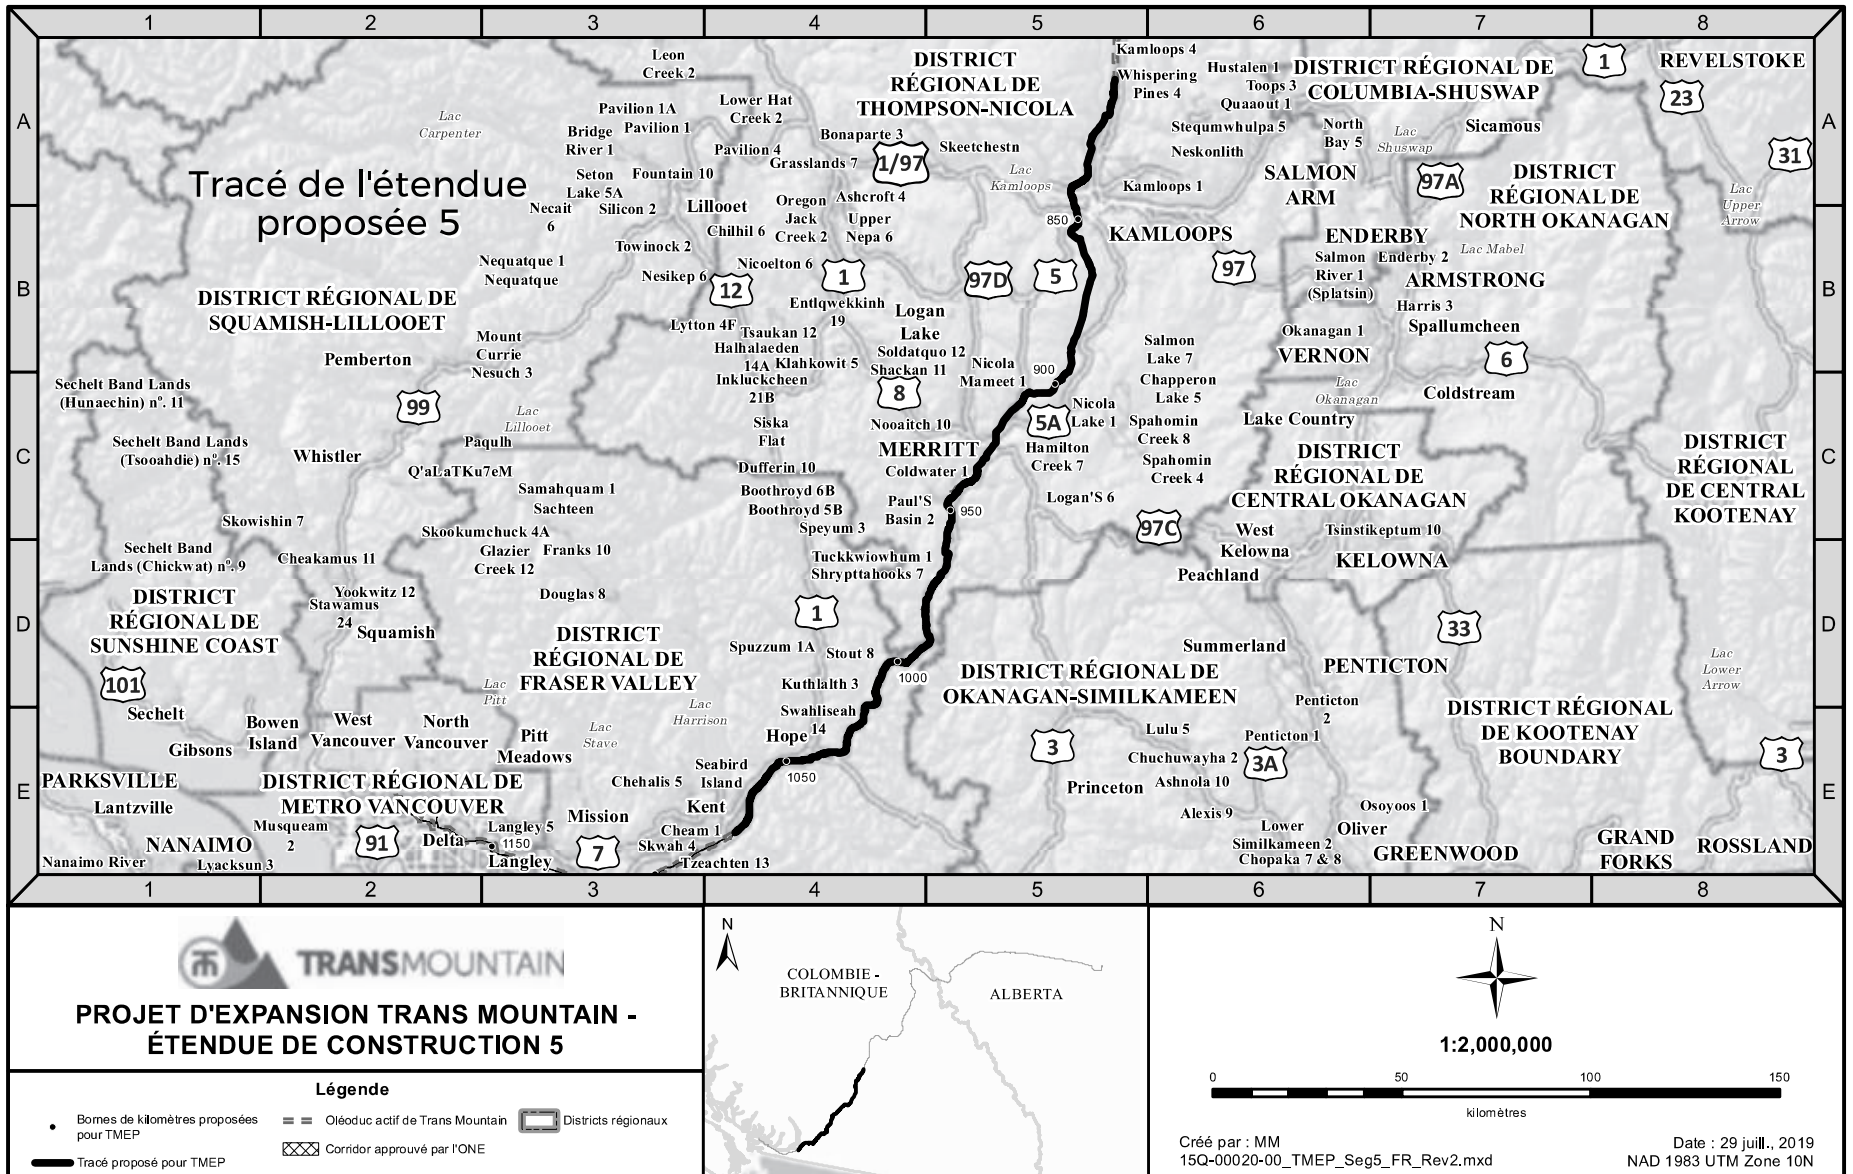 1 2 3 4 5 6 7 8
A
B
C
D
E
A
B
C
D
E
Tracé de l'étendue
proposée 5
Leon
Creek 2
Lac
Carpenter
Pavilion 1A
Bridge
River 1
Pavilion 1
Lower Hat
Creek 2
Pavilion 4
Seton
Lake 5A
Fountain 10
Necait
6
Silicon 2
Lillooet
Towinock 2
Chilhil 6
Nequatque 1
Nequatque
Nesikep 6
12
DISTRICT
RÉGIONAL DE
THOMPSON-NICOLA
Bonaparte 3
Grasslands 7
1/97
Skeetchestn
Lac
Kamloops
Oregon
Jack
Creek 2
Ashcroft 4
Upper
Nepa 6
Nicoelton 6
1
97D
5
850
Kamloops 4
Whispering
Pines 4
Hustalen 1
Toops 3
Quaaout 1
Stequmwhulpa 5
Neskonlith
Kamloops 1
KAMLOOPS
97
DISTRICT RÉGIONAL DE
COLUMBIA-SHUSWAP
North
Bay 5
Lac
Shuswap
Sicamous
SALMON
ARM
97A
DISTRICT
RÉGIONAL DE
NORTH OKANAGAN
1
REVELSTOKE
23
31
Lac
Upper
Arrow
ENDERBY
Salmon
River 1
(Splatsin)
Enderby 2
Lac Mabel
ARMSTRONG
Harris 3
Spallumcheen
Okanagan 1
VERNON
6
DISTRICT RÉGIONAL DE
SQUAMISH-LILLOOET
Pemberton
Mount
Currie
Nesuch 3
Lytton 4F
Entlqwekkinh
19
Tsaukan 12
Halhalaeden
14A
Klahkowit 5
Inkluckcheen
21B
Logan
Lake
Soldatquo 12
Shackan 11
8
Nicola
Mameet 1
900
Salmon
Lake 7
Chapperon
Lake 5
Lac
Okanagan
Coldstream
Sechelt Band Lands
(Hunaechin) nº. 11
99
Lac
Lillooet
Siska
Flat
Nooaitch 10
5A
Nicola
Lake 1
Spahomin
Creek 8
Lake Country
Sechelt Band Lands
(Tsooahdie) nº. 15
Whistler
Paqulh
Q'aLaTKu7eM
Dufferin 10
MERRITT
Coldwater 1
Hamilton
Creek 7
Spahomin
Creek 4
DISTRICT
RÉGIONAL DE
CENTRAL OKANAGAN
DISTRICT
RÉGIONAL
DE CENTRAL
KOOTENAY
Samahquam 1
Sachteen
Boothroyd 6B
Boothroyd 5B
Speyum 3
Paul'S
Basin 2
950
Logan'S 6
97C
Skowishin 7
Skookumchuck 4A
West
Kelowna
Tsinstikeptum 10
KELOWNA
Sechelt Band
Lands (Chickwat) nº. 9
Cheakamus 11
Glazier
Creek 12
Franks 10
Tuckkwiowhum 1
Shrypttahooks 7
Peachland
DISTRICT
RÉGIONAL DE
SUNSHINE COAST
Yookwitz 12
Stawamus
24
Squamish
Douglas 8
1
33
DISTRICT
RÉGIONAL DE
FRASER VALLEY
Spuzzum 1A
Stout 8
1000
Kuthlalth 3
DISTRICT RÉGIONAL DE
OKANAGAN-SIMILKAMEEN
Summerland
PENTICTON
Penticton
2
Lac
Lower
Arrow
101
Sechelt
Lac
Pitt
Lac
Harrison
Swahliseah
14
Hope
Lulu 5
Penticton 1
DISTRICT RÉGIONAL
DE KOOTENAY
BOUNDARY
Gibsons
Bowen
Island
West
Vancouver
North
Vancouver
Pitt
Meadows
Lac
Stave
3
Chuchuwayha 2
3A
3
PARKSVILLE
Lantzville
DISTRICT RÉGIONAL DE
METRO VANCOUVER
Chehalis 5
Seabird
Island
1050
Princeton
Ashnola 10
Kent
Mission
Alexis 9
Osoyoos 1
NANAIMO
Musqueam
2
91
Delta
Langley 5
1150
Langley
7
Cheam 1
Skwah 4
Tzeachten 13
Lower
Similkameen 2
Chopaka 7 & 8
Oliver
GREENWOOD
GRAND
FORKS
ROSSLAND
Nanaimo River
Lyacksun 3
1 2 3 4 5 6 7 8
TRANSMOUNTAIN
PROJET D'EXPANSION TRANS MOUNTAIN -
ÉTENDUE DE CONSTRUCTION 5
Légende
Bornes de kilomètres proposées
pour TMEP
Tracé proposé pour TMEP
Oléoduc actif de Trans Mountain
Corridor approuvé par l'ONE
Districts régionaux
N
COLOMBIE -
BRITANNIQUE
ALBERTA
N
1:2,000,000
0 50 100 150
kilomètres
Créé par : MM
15Q-00020-00_TMEP_Seg5_FR_Rev2.mxd
Date : 29 juill., 2019
NAD 1983 UTM Zone 10N